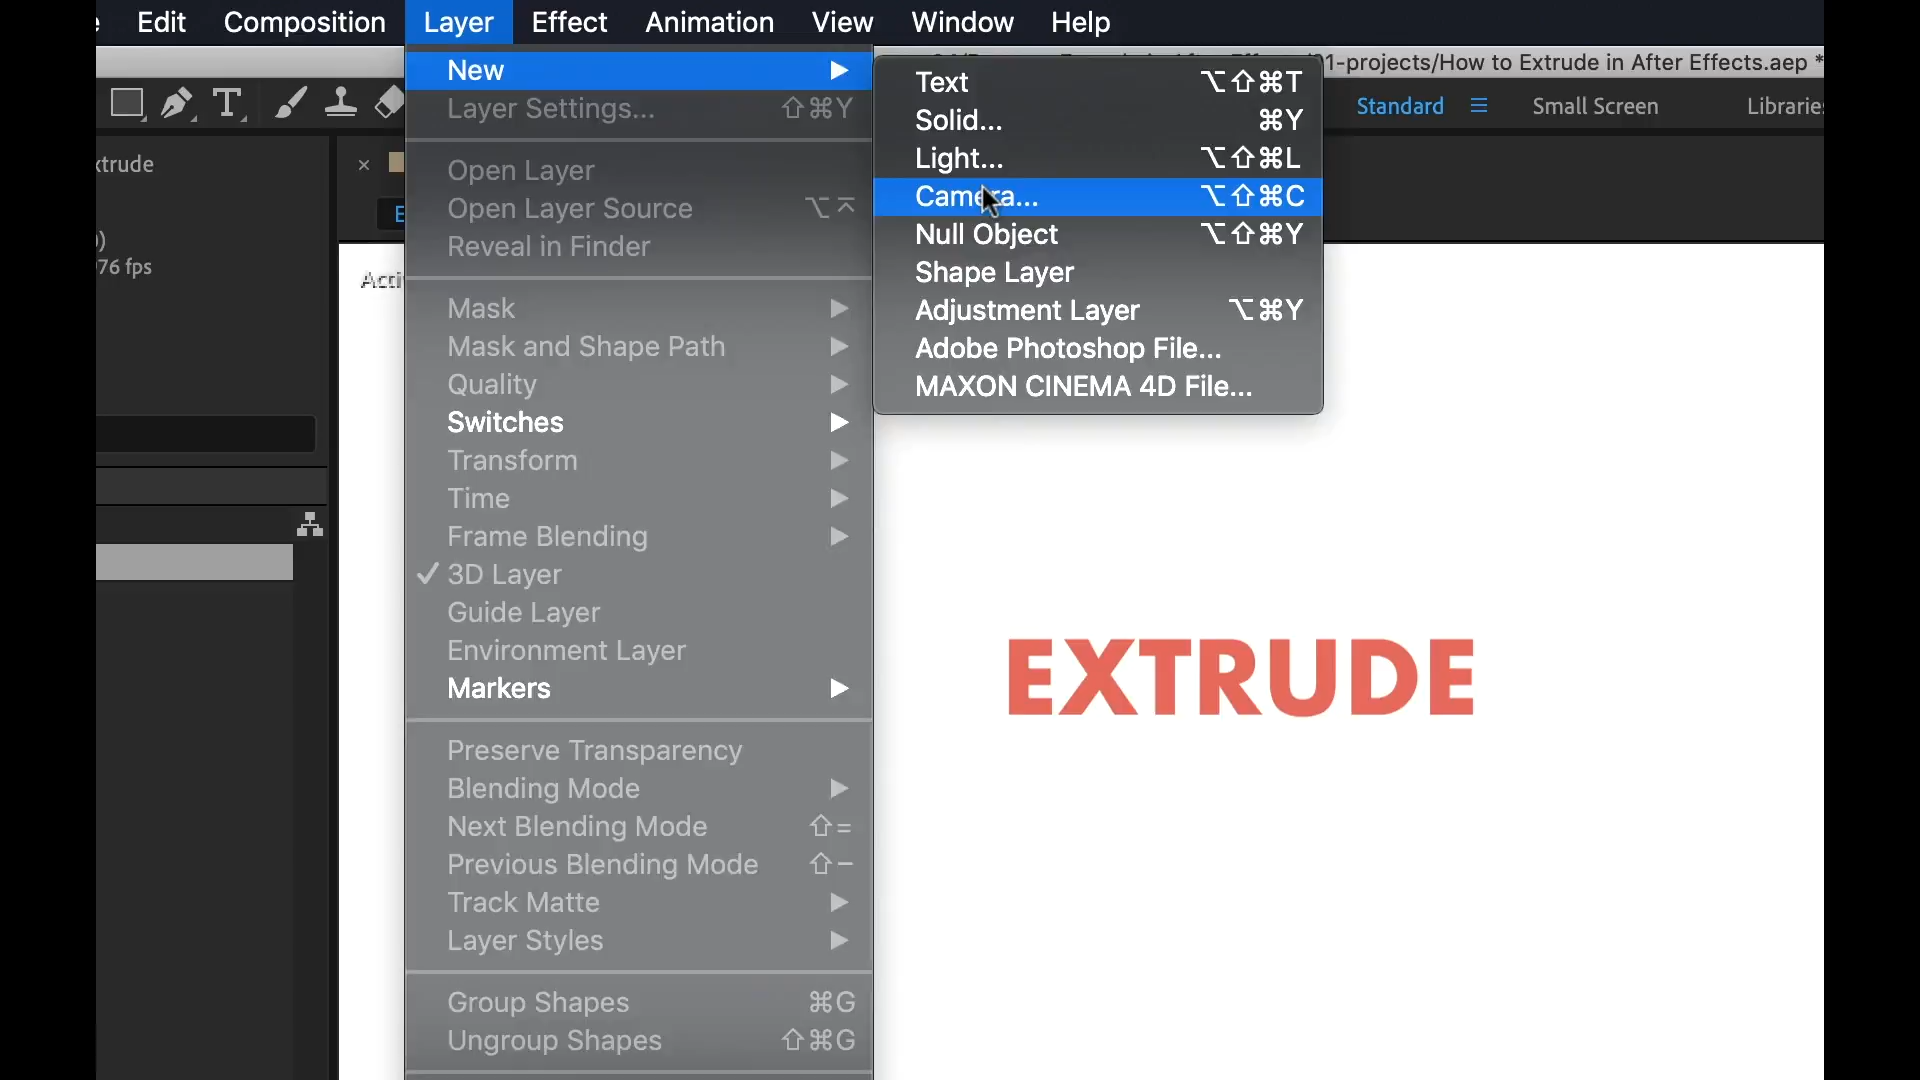 Edit Composition Layer Effect Animation View Window Help
1-projects/How to Extrude in After Effects.aep *
New
Layer Settings... ⇧⌘Y
Open Layer
Open Layer Source ⌥⌤
Reveal in Finder
Mask
Mask and Shape Path
Quality
Switches
Transform
Time
Frame Blending
✓ 3D Layer
Guide Layer
Environment Layer
Markers
Preserve Transparency
Blending Mode
Next Blending Mode ⇧=
Previous Blending Mode ⇧−
Track Matte
Layer Styles
Group Shapes ⌘G
Ungroup Shapes ⇧⌘G
Text ⌥⇧⌘T
Solid... ⌘Y
Light... ⌥⇧⌘L
Camera... ⌥⇧⌘C
Null Object ⌥⇧⌘Y
Shape Layer
Adjustment Layer ⌥⌘Y
Adobe Photoshop File...
MAXON CINEMA 4D File...
Standard Small Screen Libraries
xtrude
76 fps
Acti
EXTRUDE